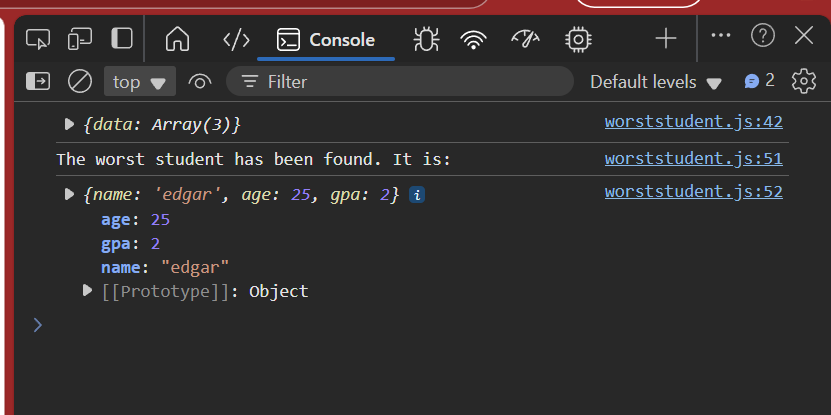 Console
top
Filter
Default levels
2
{data: Array(3)}
worststudent.js:42
The worst student has been found. It is:
worststudent.js:51
{name: 'edgar', age: 25, gpa: 2}
i
worststudent.js:52
age: 25
gpa: 2
name: "edgar"
[[Prototype]]: Object